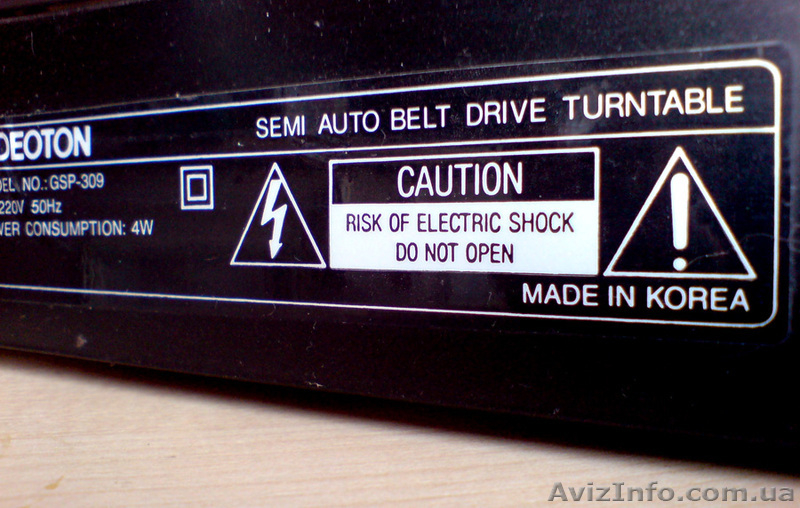 DEOTON
SEMI AUTO BELT DRIVE TURNTABLE
DEL NO.: GSP-309
220V 50Hz
WER CONSUMPTION: 4W
CAUTION
RISK OF ELECTRIC SHOCK
DO NOT OPEN
MADE IN KOREA
AvizInfo.com.ua